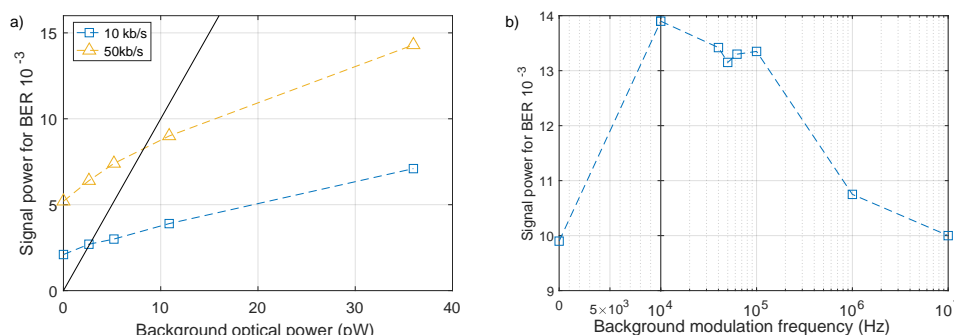 a)
10 kb/s
50kb/s
Signal power for BER 10 -3
15
10
5
0
0 10 20 30 40
Background optical power (pW)
b)
Signal power for BER 10 -3
14
13
12
11
10
9
0 5×10³ 10⁴ 10⁵ 10⁶
Background modulation frequency (Hz)